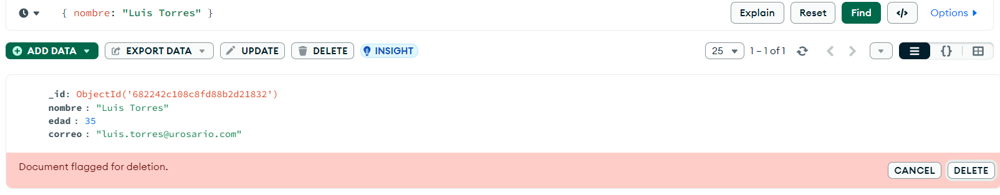 { nombre: "Luis Torres" } Explain Reset Find </> Options
ADD DATA EXPORT DATA UPDATE DELETE INSIGHT 25 1 – 1 of 1 {}
_id: ObjectId('682242c108c8fd88b2d21832')
nombre : "Luis Torres"
edad : 35
correo : "luis.torres@urosario.com"
Document flagged for deletion. CANCEL DELETE